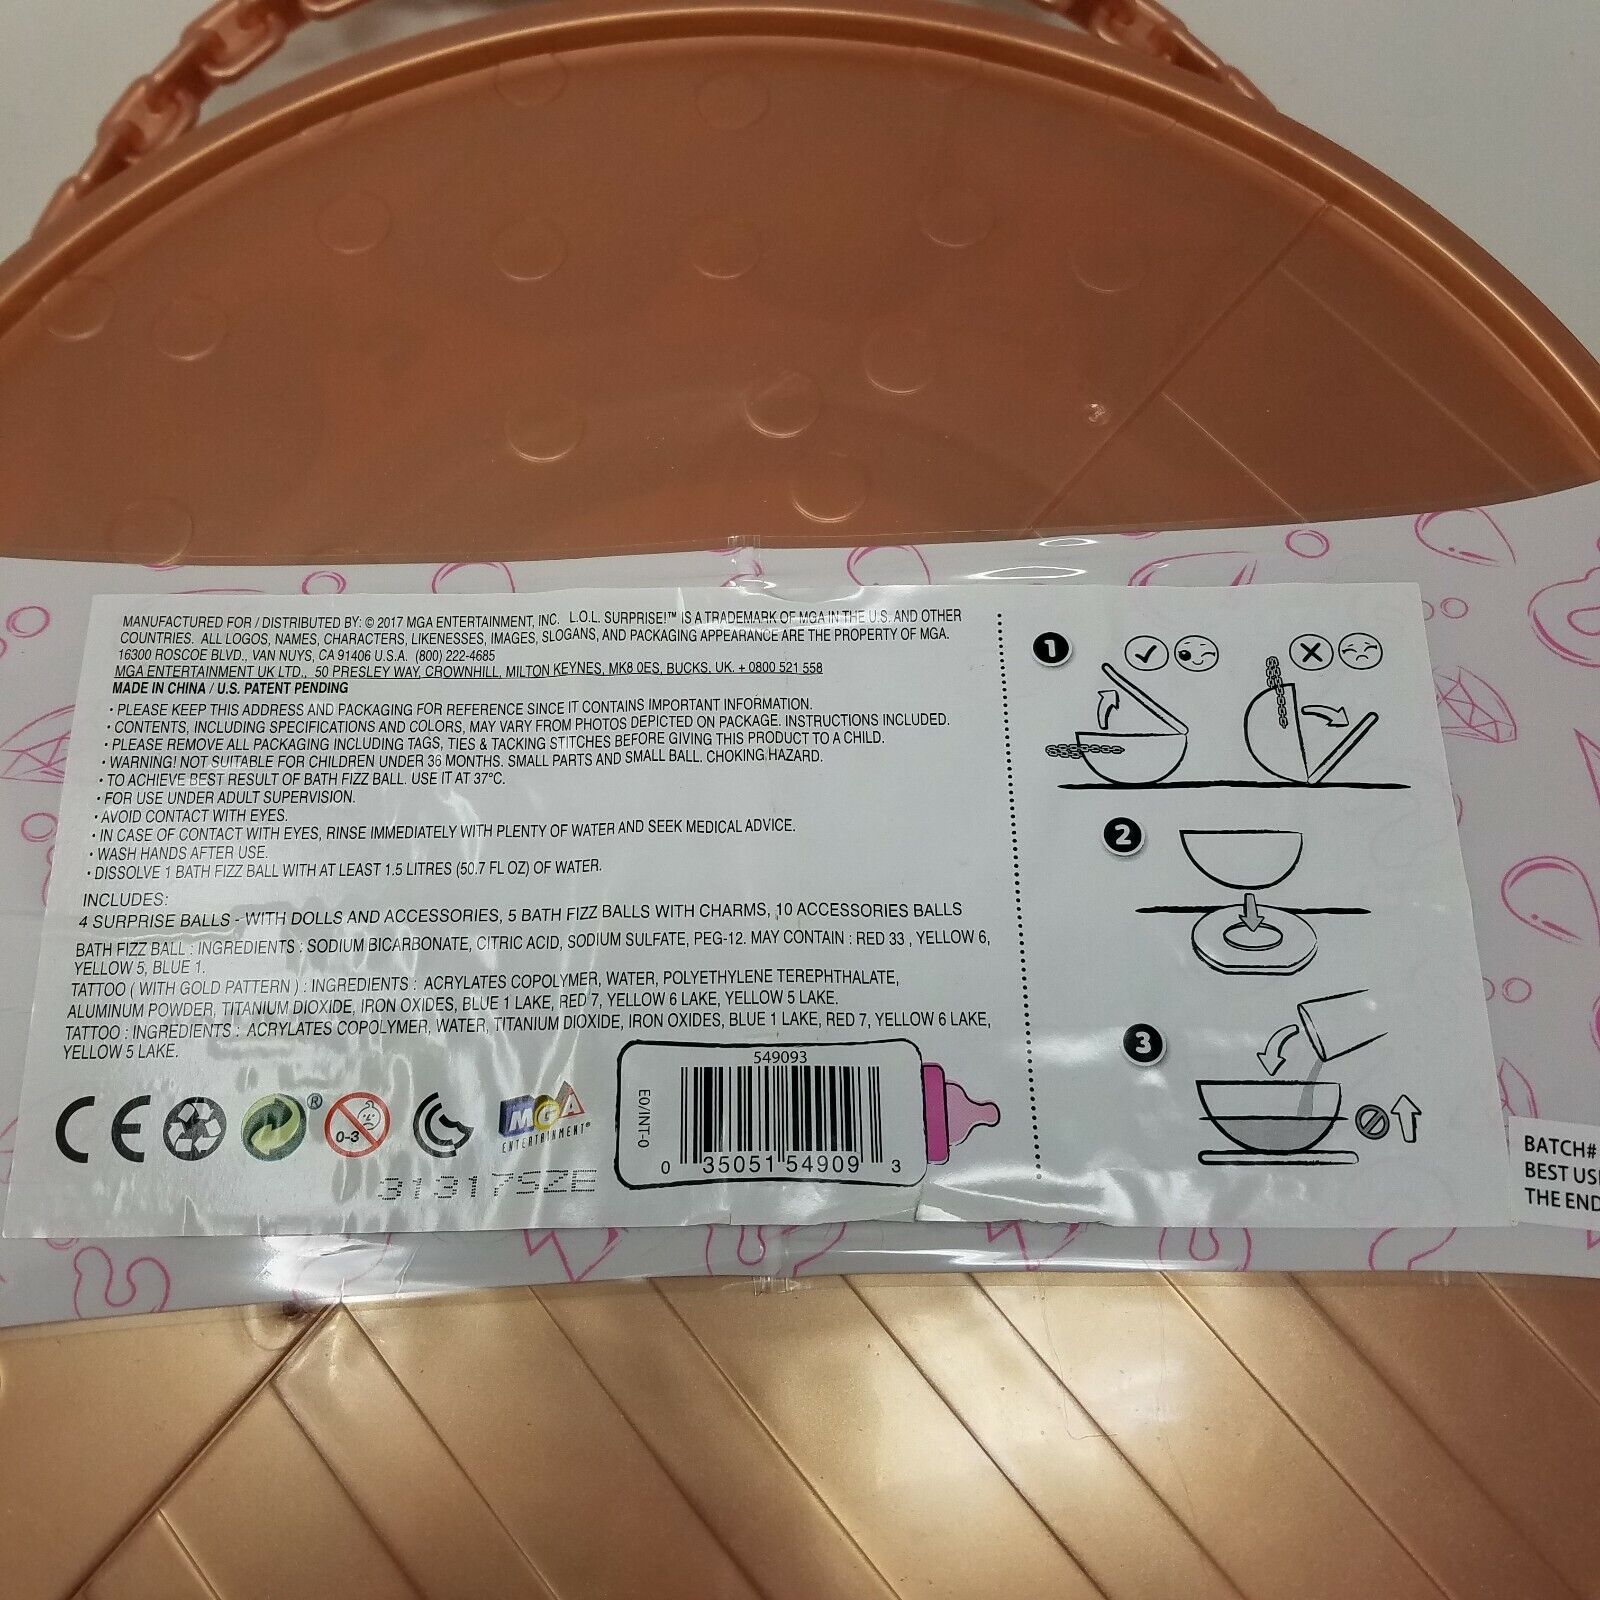 MANUFACTURED FOR / DISTRIBUTED BY: © 2017 MGA ENTERTAINMENT, INC. L.O.L. SURPRISE!™ IS A TRADEMARK OF MGA IN THE U.S. AND OTHER
COUNTRIES. ALL LOGOS, NAMES, CHARACTERS, LIKENESSES, IMAGES, SLOGANS, AND PACKAGING APPEARANCE ARE THE PROPERTY OF MGA.
16300 ROSCOE BLVD., VAN NUYS, CA 91406 U.S.A. (800) 222-4685
MGA ENTERTAINMENT UK LTD., 50 PRESLEY WAY, CROWNHILL, MILTON KEYNES, MK8 0ES, BUCKS, UK. + 0800 521 558
MADE IN CHINA / U.S. PATENT PENDING
• PLEASE KEEP THIS ADDRESS AND PACKAGING FOR REFERENCE SINCE IT CONTAINS IMPORTANT INFORMATION.
• CONTENTS, INCLUDING SPECIFICATIONS AND COLORS, MAY VARY FROM PHOTOS DEPICTED ON PACKAGE. INSTRUCTIONS INCLUDED.
• PLEASE REMOVE ALL PACKAGING INCLUDING TAGS, TIES & TACKING STITCHES BEFORE GIVING THIS PRODUCT TO A CHILD.
• WARNING! NOT SUITABLE FOR CHILDREN UNDER 36 MONTHS. SMALL PARTS AND SMALL BALL. CHOKING HAZARD.
• TO ACHIEVE BEST RESULT OF BATH FIZZ BALL. USE IT AT 37°C.
• FOR USE UNDER ADULT SUPERVISION.
• AVOID CONTACT WITH EYES.
• IN CASE OF CONTACT WITH EYES, RINSE IMMEDIATELY WITH PLENTY OF WATER AND SEEK MEDICAL ADVICE.
• WASH HANDS AFTER USE.
• DISSOLVE 1 BATH FIZZ BALL WITH AT LEAST 1.5 LITRES (50.7 FL OZ) OF WATER.
INCLUDES:
4 SURPRISE BALLS - WITH DOLLS AND ACCESSORIES, 5 BATH FIZZ BALLS WITH CHARMS, 10 ACCESSORIES BALLS
BATH FIZZ BALL : INGREDIENTS : SODIUM BICARBONATE, CITRIC ACID, SODIUM SULFATE, PEG-12. MAY CONTAIN : RED 33 , YELLOW 6,
YELLOW 5, BLUE 1.
TATTOO ( WITH GOLD PATTERN ) : INGREDIENTS : ACRYLATES COPOLYMER, WATER, POLYETHYLENE TEREPHTHALATE,
ALUMINUM POWDER, TITANIUM DIOXIDE, IRON OXIDES, BLUE 1 LAKE, RED 7, YELLOW 6 LAKE, YELLOW 5 LAKE.
TATTOO : INGREDIENTS : ACRYLATES COPOLYMER, WATER, TITANIUM DIOXIDE, IRON OXIDES, BLUE 1 LAKE, RED 7, YELLOW 6 LAKE,
YELLOW 5 LAKE.
CE
®
0-3
MGA
ENTERTAINMENT®
31317SZE
E0/INT-0
549093
0 35051 54909 3
1
2
3
BATCH#
BEST
THE END